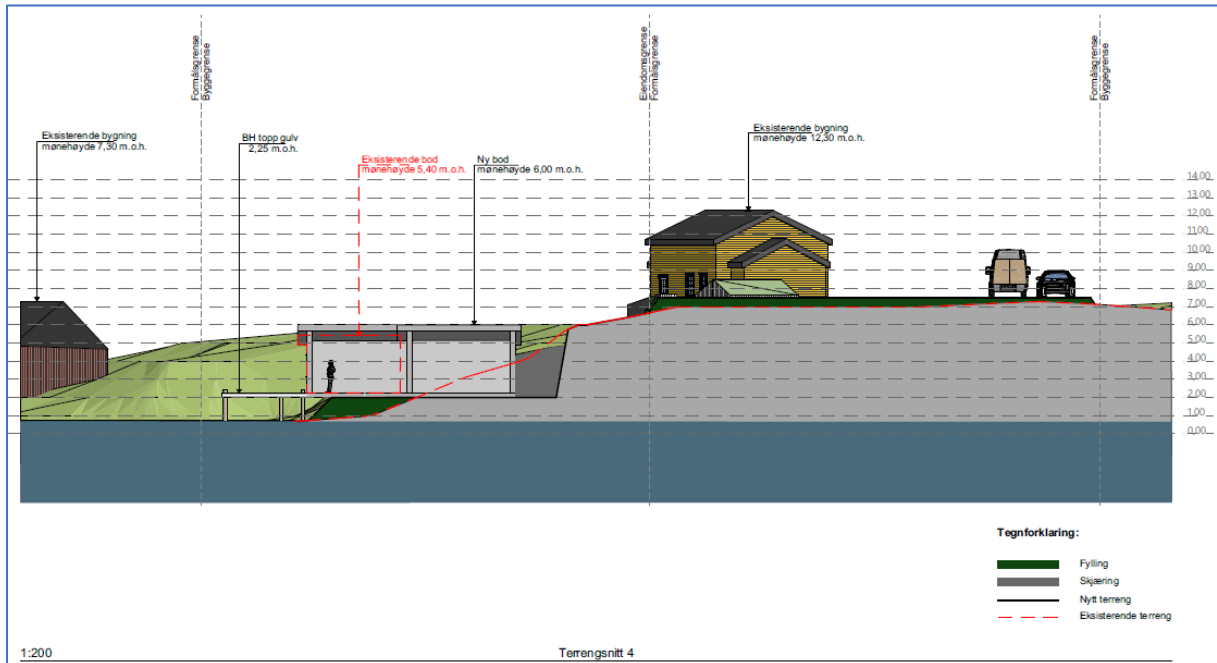 Formålsgrense
Byggegrense
Eiendomsgrense
Formålsgrense
Formålsgrense
Byggegrense
Eksisterende bygning
mønehøyde 7,30 m.o.h.
BH topp gulv
2,25 m.o.h.
Eksisterende bod
mønehøyde 5,40 m.o.h.
Ny bod
mønehøyde 6,00 m.o.h.
Eksisterende bygning
mønehøyde 12,30 m.o.h.
14,00
13,00
12,00
11,00
10,00
9,00
8,00
7,00
6,00
5,00
4,00
3,00
2,00
1,00
0,00
Tegnforklaring:
Fylling
Skjæring
Nytt terreng
Eksisterende terreng
1:200
Terrengsnitt 4